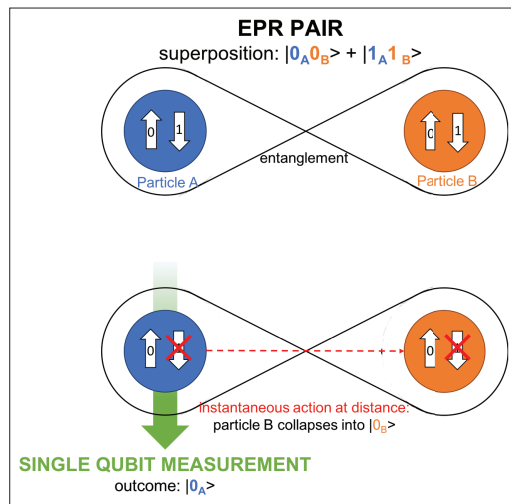 EPR PAIR
superposition: |0A0B> + |1A1B>
0 1 0 1
entanglement
Particle A Particle B
0 0
Instantaneous action at distance:
particle B collapses into |0B>
SINGLE QUBIT MEASUREMENT
outcome: |0A>